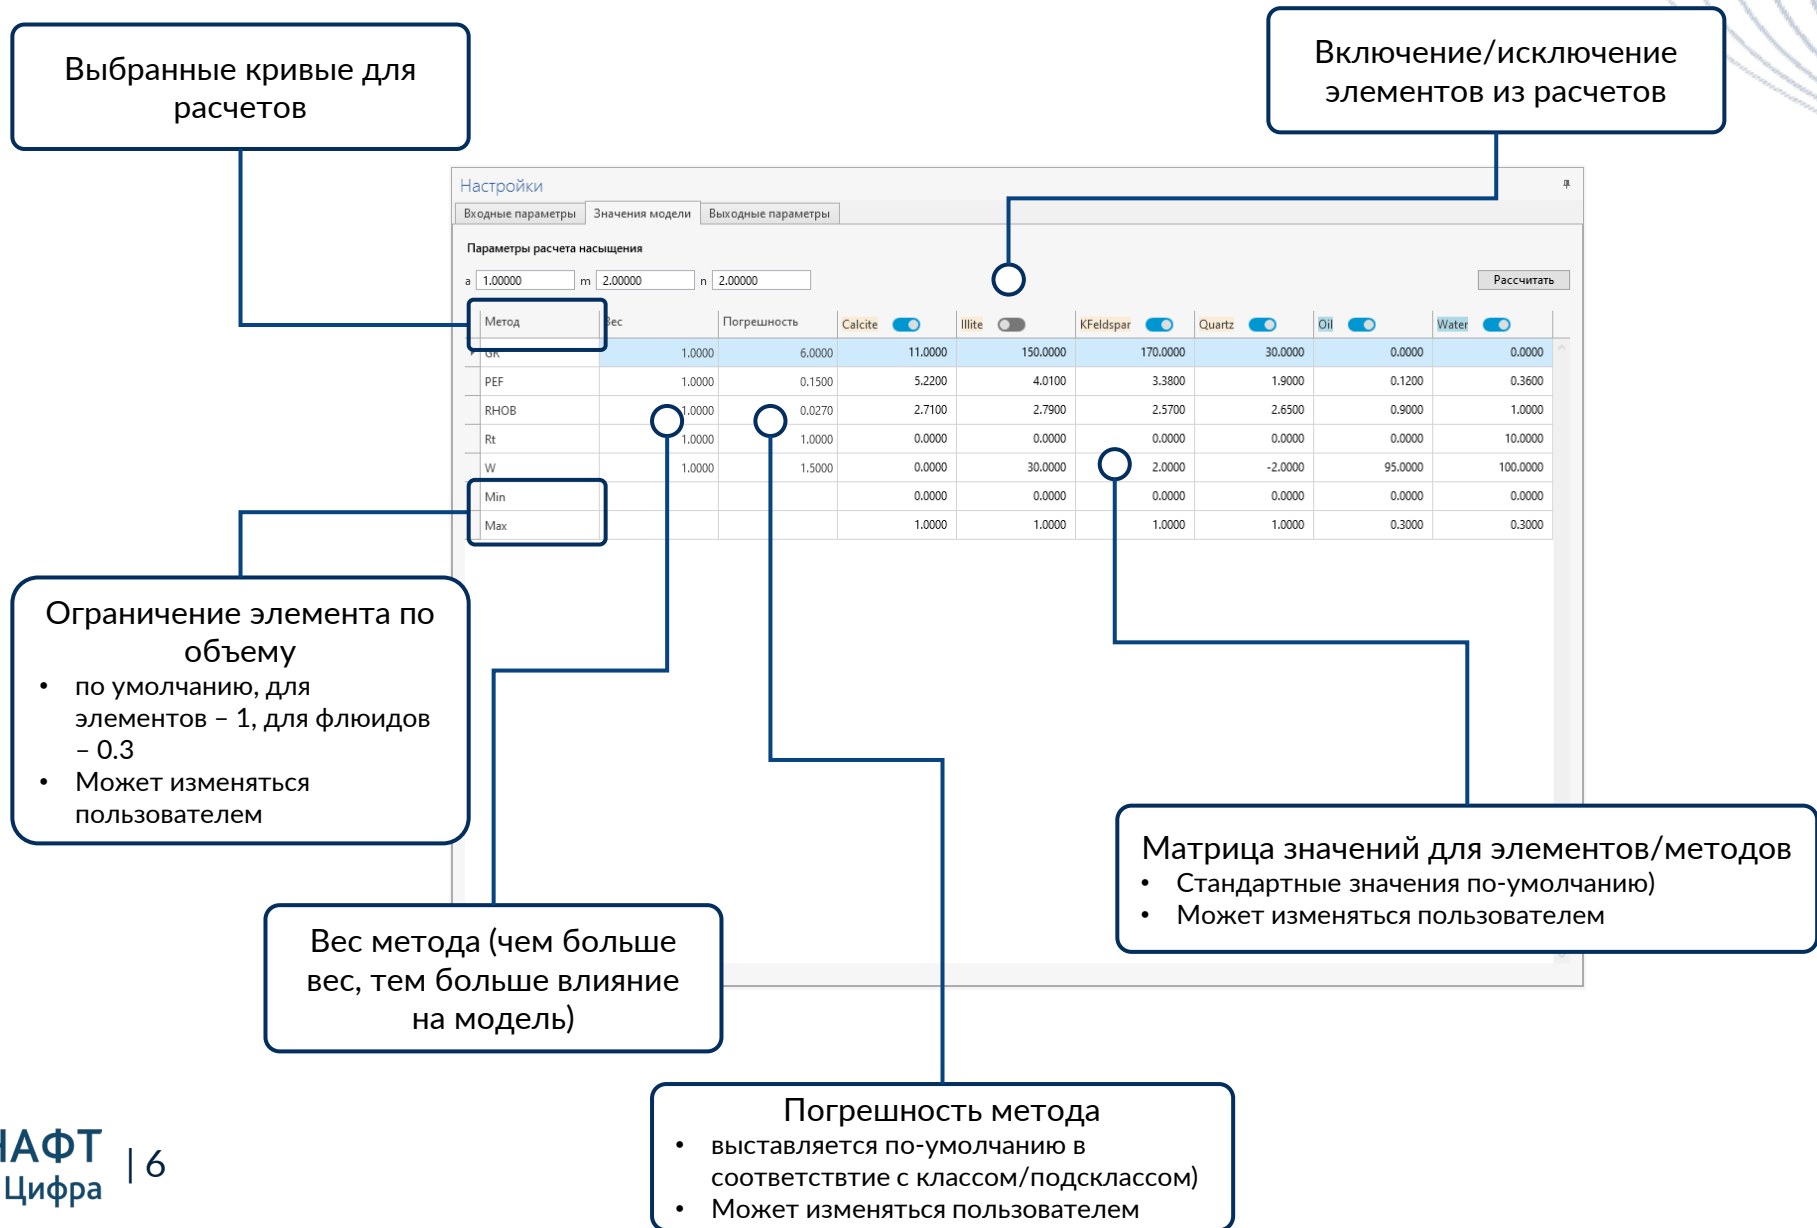 Выбранные кривые для
расчетов
Включение/исключение
элементов из расчетов
Настройки
Входные параметры Значения модели Выходные параметры
Параметры расчета насыщения
a 1.00000 m 2.00000 n 2.00000 Рассчитать
Метод Вес Погрешность Calcite Illite KFeldspar Quartz Oil Water
GR 1.0000 6.0000 11.0000 150.0000 170.0000 30.0000 0.0000 0.0000
PEF 1.0000 0.1500 5.2200 4.0100 3.3800 1.9000 0.1200 0.3600
RHOB 1.0000 0.0270 2.7100 2.7900 2.5700 2.6500 0.9000 1.0000
Rt 1.0000 1.0000 0.0000 0.0000 0.0000 0.0000 0.0000 10.0000
W 1.0000 1.5000 0.0000 30.0000 2.0000 -2.0000 95.0000 100.0000
Min 0.0000 0.0000 0.0000 0.0000 0.0000 0.0000
Max 1.0000 1.0000 1.0000 1.0000 0.3000 0.3000
Ограничение элемента по
объему
• по умолчанию, для
элементов – 1, для флюидов
– 0.3
• Может изменяться
пользователем
Матрица значений для элементов/методов
• Стандартные значения по-умолчанию)
• Может изменяться пользователем
Вес метода (чем больше
вес, тем больше влияние
на модель)
Погрешность метода
• выставляется по-умолчанию в
соответствтие с классом/подсклассом)
• Может изменяться пользователем
НАФТ
Цифра
| 6